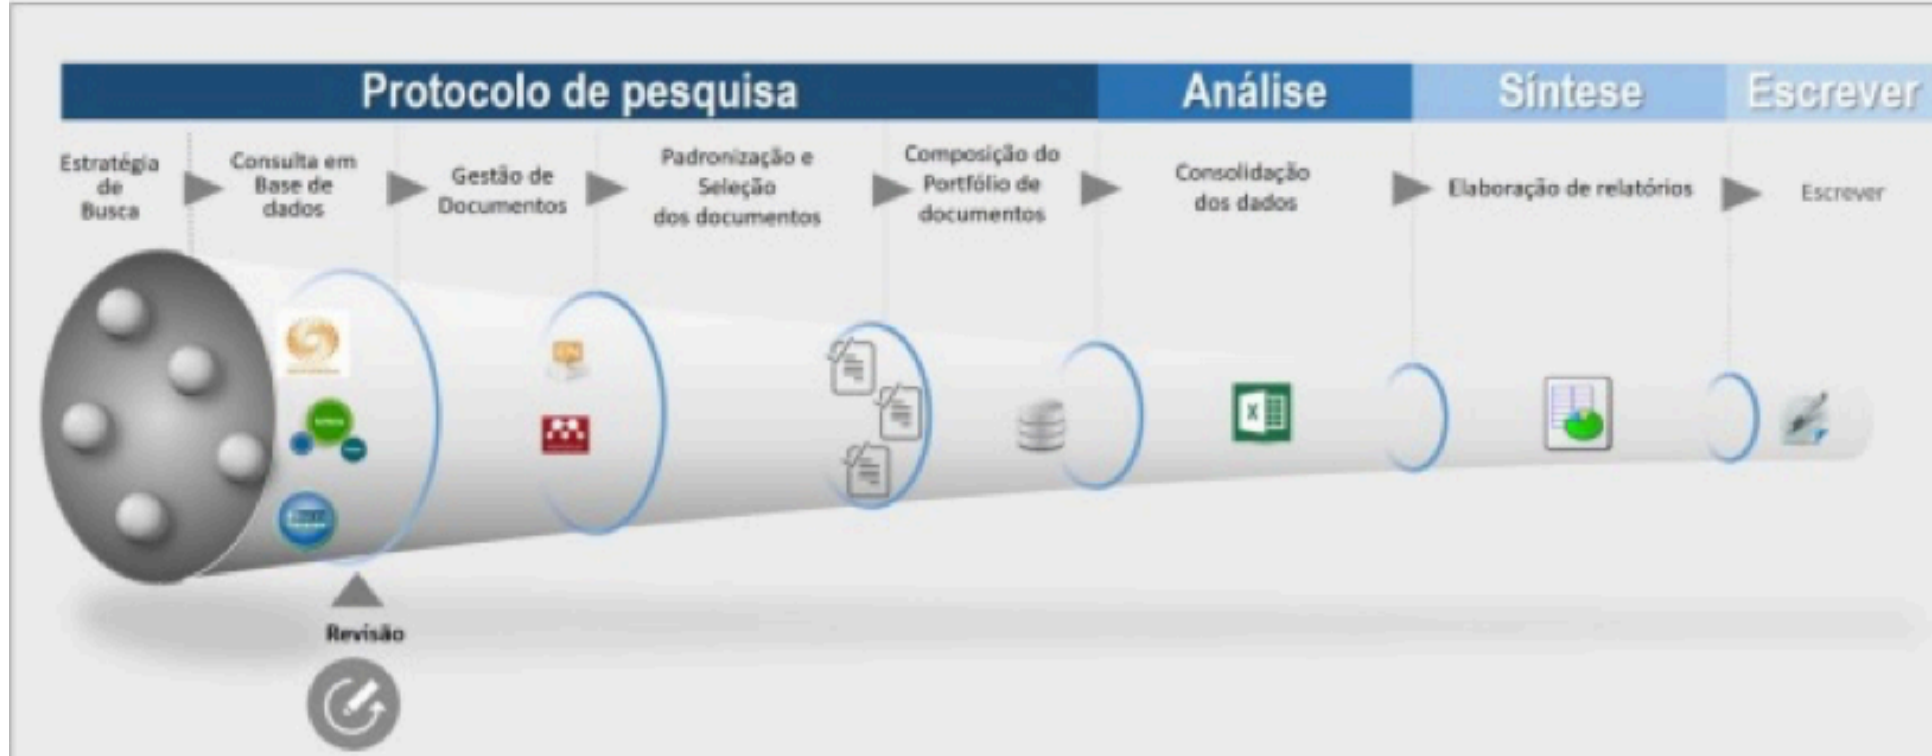 Protocolo de pesquisa
Análise
Síntese
Escrever
Estratégia
de
Busca
Consulta em
Base de
dados
Gestão de
Documentos
Padronização e
Seleção
dos documentos
Composição do
Portfólio de
documentos
Consolidação
dos dados
Elaboração de relatórios
Escrever
Revisão